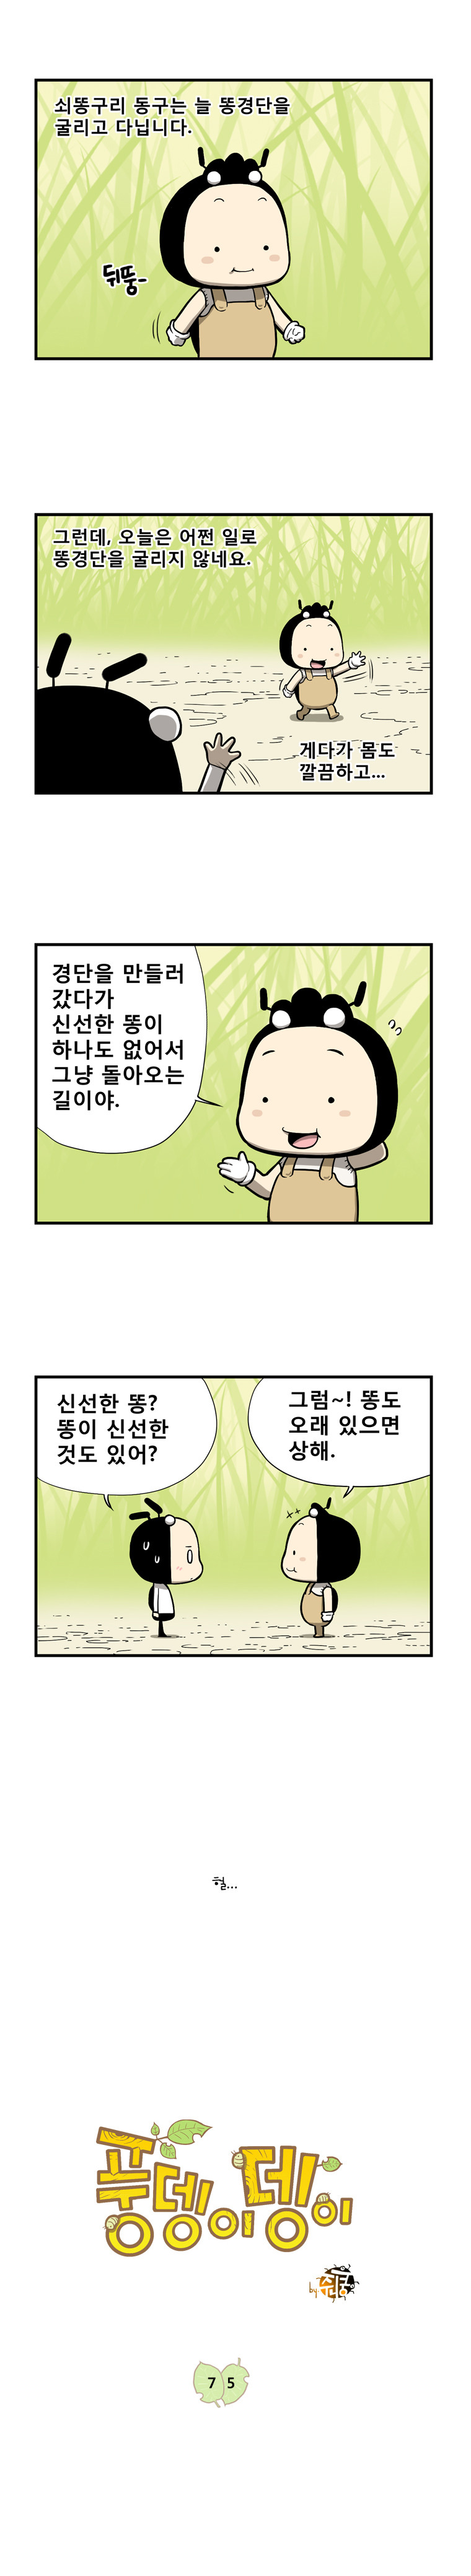 쇠똥구리 동구는 늘 똥경단을
굴리고 다닙니다.
뒤뚱-
그런데, 오늘은 어쩐 일로
똥경단을 굴리지 않네요.
게다가 몸도
깔끔하고...
경단을 만들러
갔다가
신선한 똥이
하나도 없어서
그냥 돌아오는
길이야.
신선한 똥?
똥이 신선한
것도 있어?
그럼~! 똥도
오래 있으면
상해.
헐...
풍뎅이뎅이
by.
75